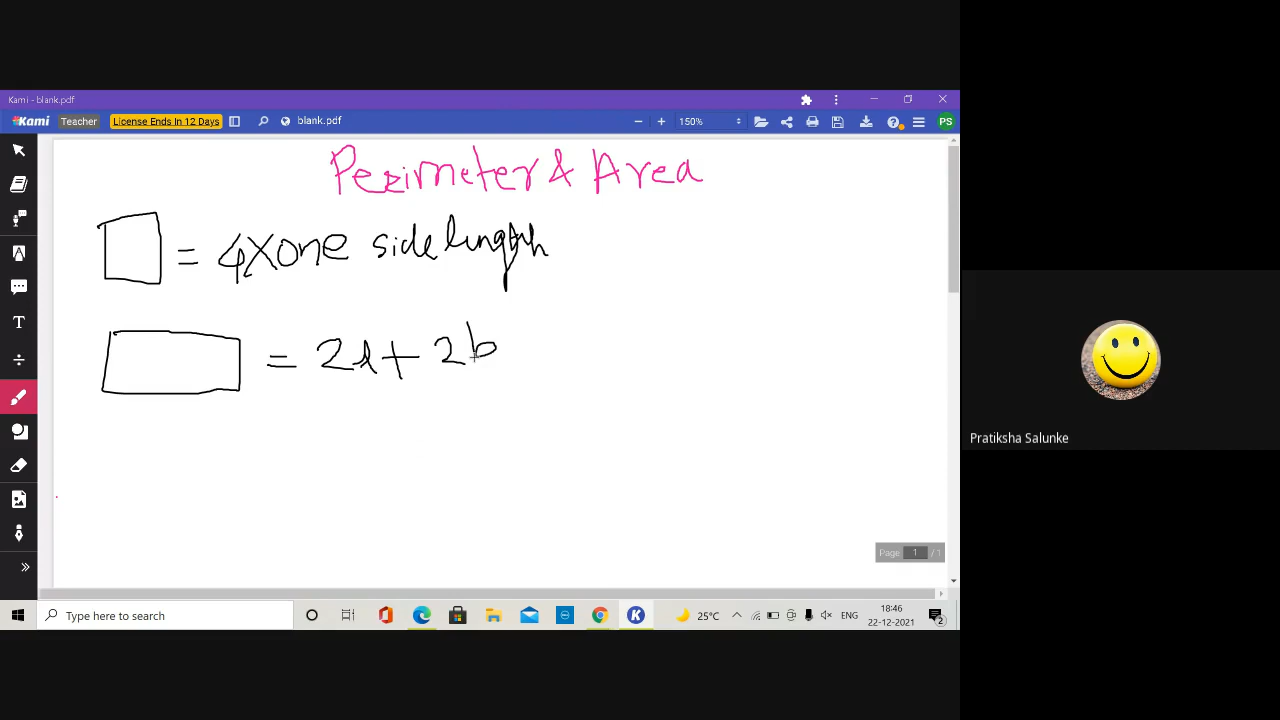 Kami - blank.pdf
Kami Teacher License Ends In 12 Days blank.pdf 150% PS
Perimeter & Area
= 4 X one side length
= 2l + 2b
Pratiksha Salunke
Page 1 / 1
Type here to search 25°C ENG 18:46
22-12-2021 2